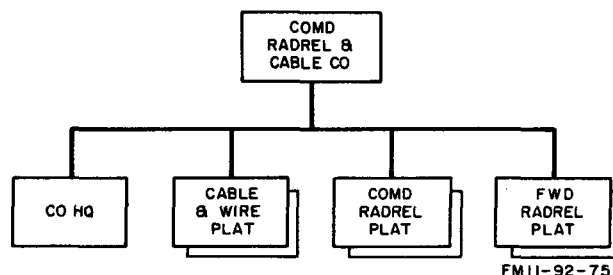 COMD
RADREL &
CABLE CO
CO HQ
CABLE
& WIRE
PLAT
COMD
RADREL
PLAT
FWD
RADREL
PLAT
FM11-92-75